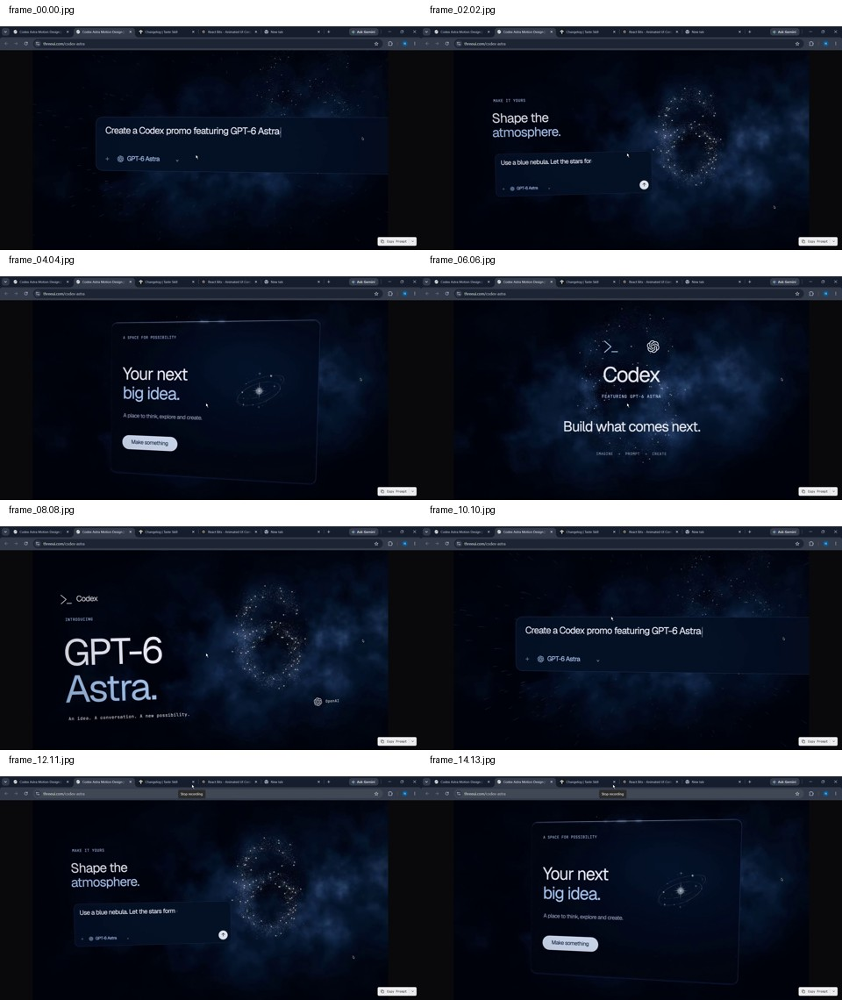 frame_00.00.jpg
Codex Astra Motion Design |
Codex Astra Motion Design |
Changelog | Taste Skill
React Bits - Animated UI Com
New tab
Ask Gemini
threeui.com/codex-astra
Create a Codex promo featuring GPT-6 Astra
GPT-6 Astra
Copy Prompt
frame_02.02.jpg
Codex Astra Motion Design |
Codex Astra Motion Design |
Changelog | Taste Skill
React Bits - Animated UI Com
New tab
Ask Gemini
threeui.com/codex-astra
MAKE IT YOURS
Shape the
atmosphere.
Use a blue nebula. Let the stars for
GPT-6 Astra
Copy Prompt
frame_04.04.jpg
Codex Astra Motion Design |
Codex Astra Motion Design |
Changelog | Taste Skill
React Bits - Animated UI Com
New tab
Ask Gemini
threeui.com/codex-astra
A SPACE FOR POSSIBILITY
Your next
big idea.
A place to think, explore and create.
Make something
Copy Prompt
frame_06.06.jpg
Codex Astra Motion Design |
Codex Astra Motion Design |
Changelog | Taste Skill
React Bits - Animated UI Com
New tab
Ask Gemini
threeui.com/codex-astra
Codex
FEATURING GPT-6 ASTRA
Build what comes next.
IMAGINE → PROMPT → CREATE
Copy Prompt
frame_08.08.jpg
Codex Astra Motion Design |
Codex Astra Motion Design |
Changelog | Taste Skill
React Bits - Animated UI Com
New tab
Ask Gemini
threeui.com/codex-astra
Codex
INTRODUCING
GPT-6
Astra.
An idea. A conversation. A new possibility.
OpenAI
Copy Prompt
frame_10.10.jpg
Codex Astra Motion Design |
Codex Astra Motion Design |
Changelog | Taste Skill
React Bits - Animated UI Com
New tab
Ask Gemini
threeui.com/codex-astra
Create a Codex promo featuring GPT-6 Astra
GPT-6 Astra
Copy Prompt
frame_12.11.jpg
Codex Astra Motion Design |
Codex Astra Motion Design |
Changelog | Taste Skill
React Bits - Animated UI Com
New tab
Ask Gemini
threeui.com/codex-astra
Stop recording
MAKE IT YOURS
Shape the
atmosphere.
Use a blue nebula. Let the stars form
GPT-6 Astra
Copy Prompt
frame_14.13.jpg
Codex Astra Motion Design |
Codex Astra Motion Design |
Changelog | Taste Skill
React Bits - Animated UI Com
New tab
Ask Gemini
threeui.com/codex-astra
Stop recording
A SPACE FOR POSSIBILITY
Your next
big idea.
A place to think, explore and create.
Make something
Copy Prompt